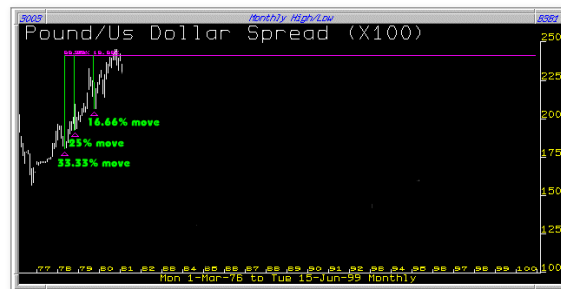 3003 Monthly High/Low 8581
Pound/Us Dollar Spread (X100)
250
225
16.66% move
200
25% move
33.33% move
175
150
125
100
77 78 79 80 81 82 83 84 85 86 87 88 89 90 91 92 93 94 95 96 97 98 99 100
Mon 1-Mar-76 to Tue 15-Jun-99 Monthly